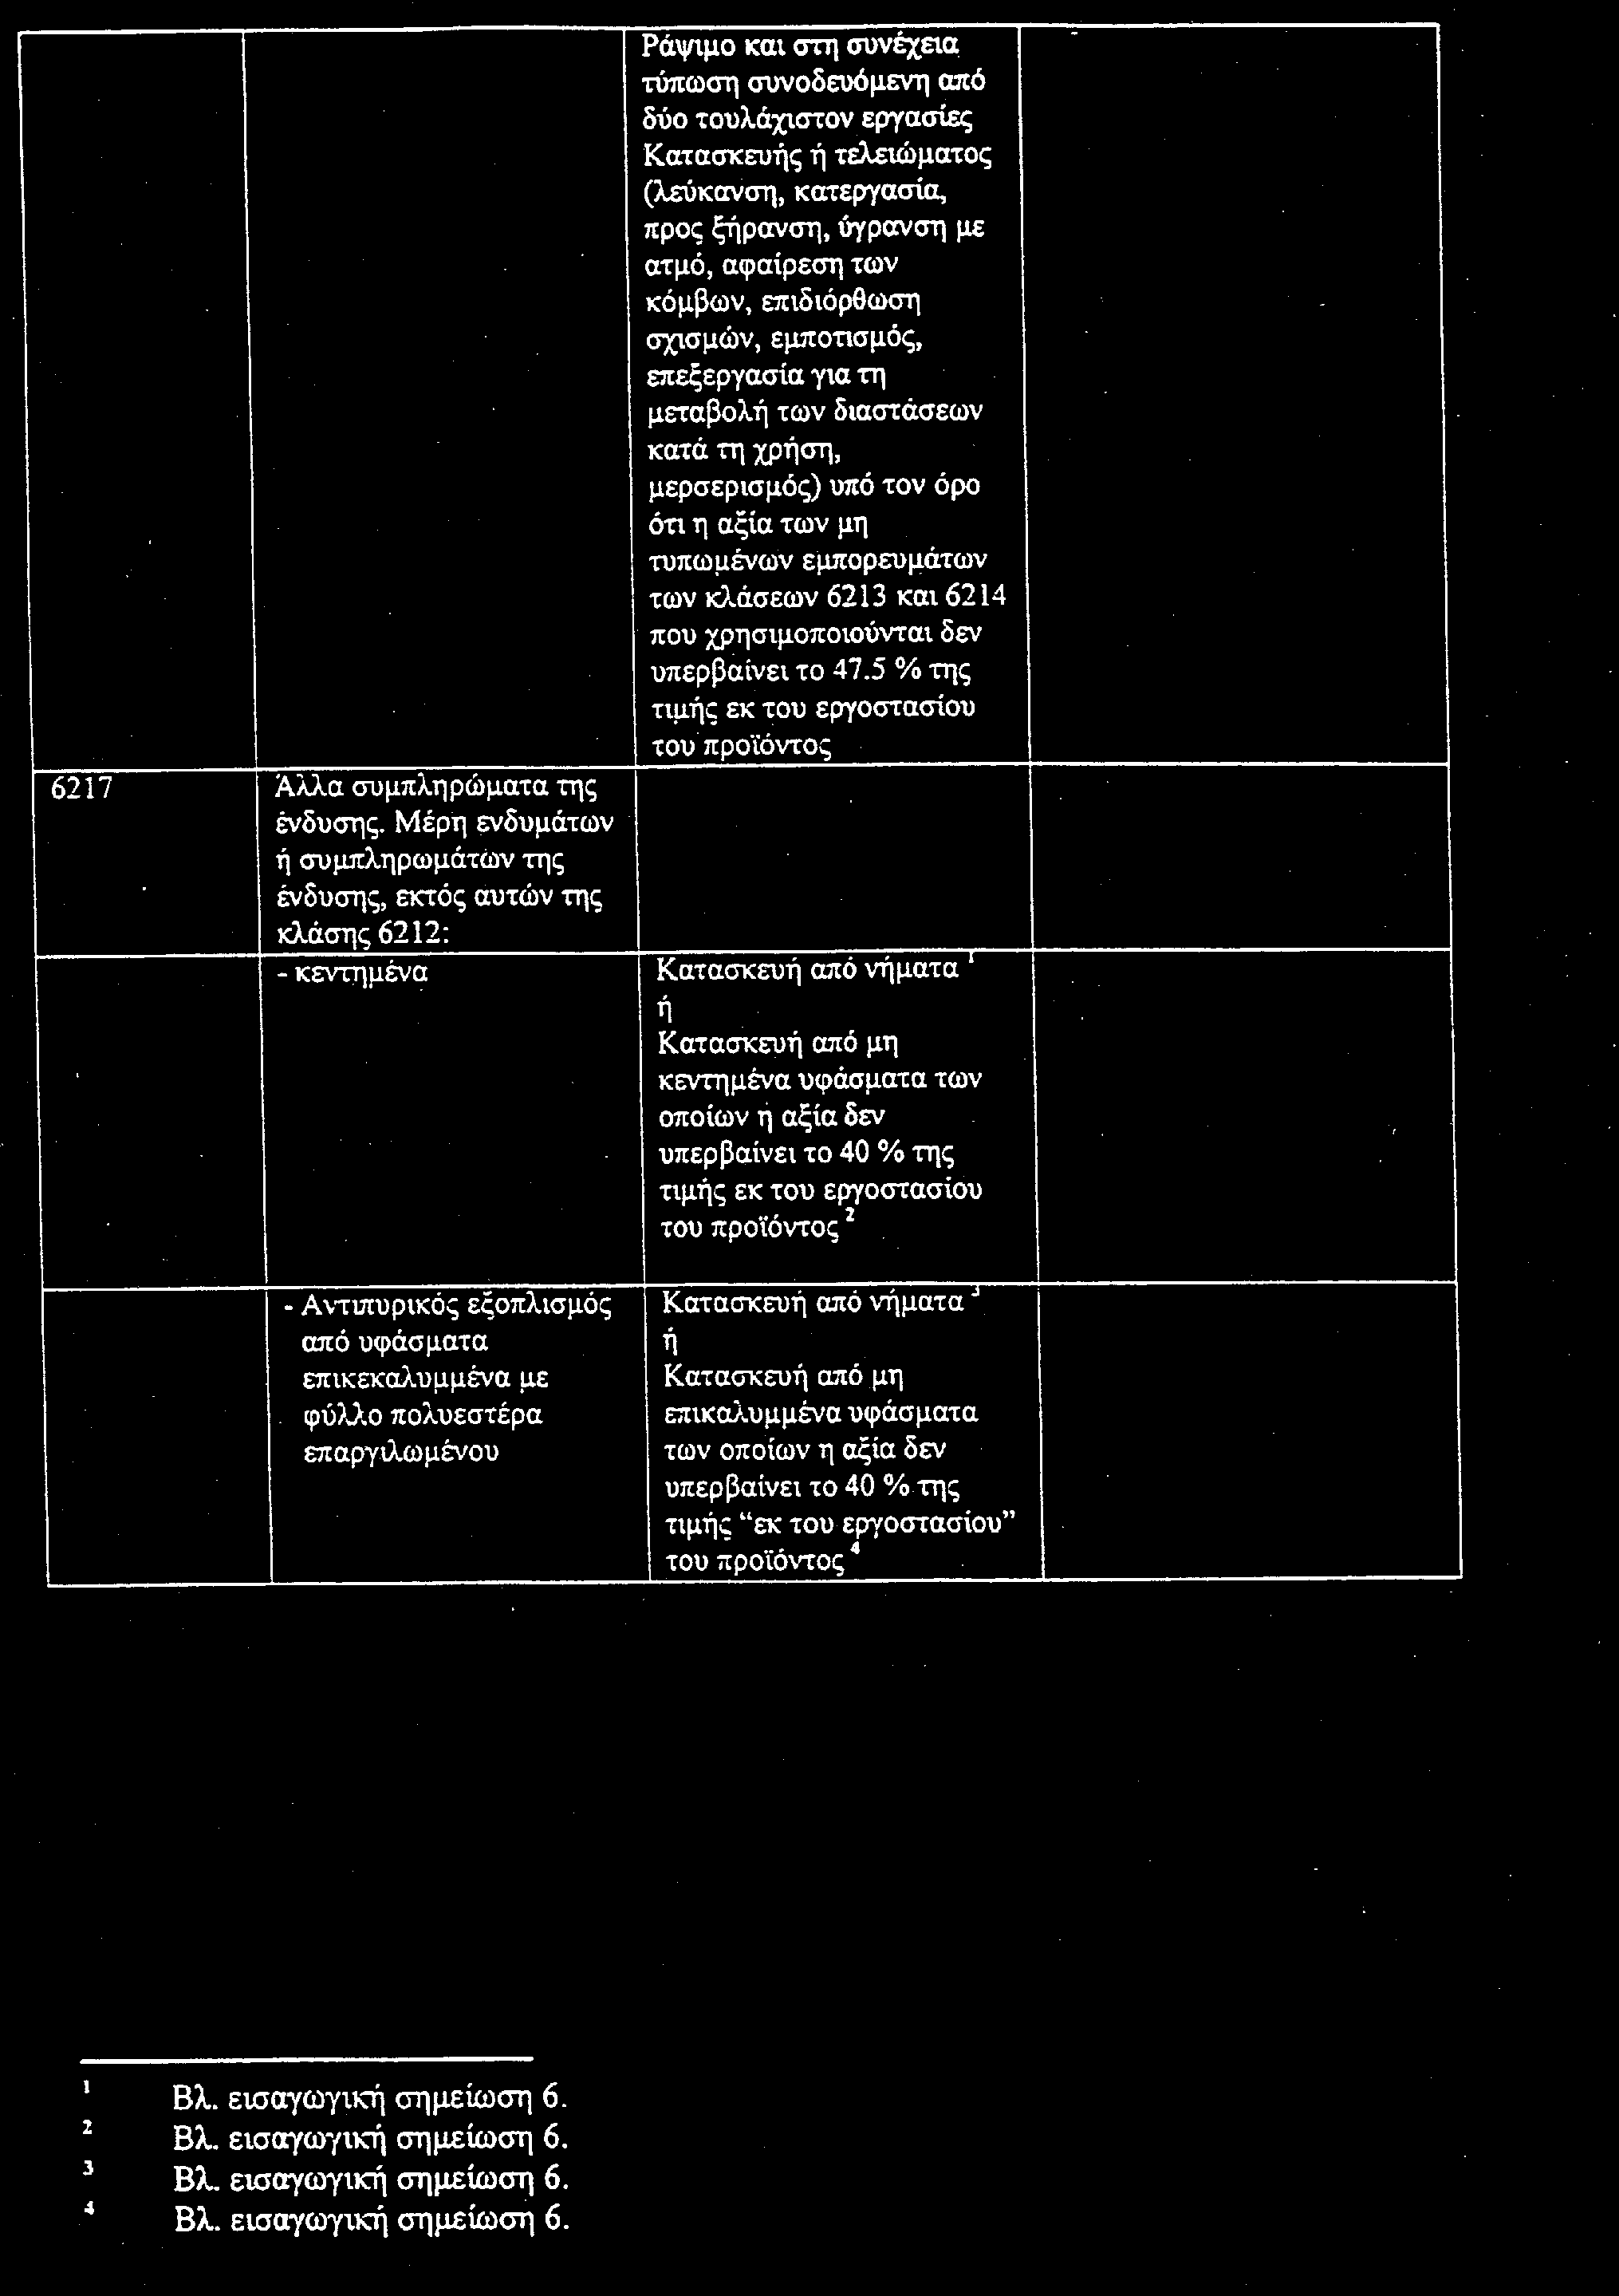 Ράψιμο και στη συνέχεια
τύπωση συνοδευόμενη από
δύο τουλάχιστον εργασίες
Κατασκευής ή τελειώματος
(λεύκανση, κατεργασία,
προς ξήρανση, ύγρανση με
ατμό, αφαίρεση των
κόμβων, επιδιόρθωση
σχισμών, εμποτισμός,
επεξεργασία για τη
μεταβολή των διαστάσεων
κατά τη χρήση,
μερσερισμός) υπό τον όρο
ότι η αξία των μη
τυπωμένων εμπορευμάτων
των κλάσεων 6213 και 6214
που χρησιμοποιούνται δεν
υπερβαίνει το 47.5 % της
τιμής εκ του εργοστασίου
του προϊόντος
6217
Άλλα συμπληρώματα της
ένδυσης. Μέρη ενδυμάτων
ή συμπληρωμάτων της
ένδυσης, εκτός αυτών της
κλάσης 6212:
- κεντημένα
Κατασκευή από νήματα 1
ή
Κατασκευή από μη
κεντημένα υφάσματα των
οποίων η αξία δεν
υπερβαίνει το 40 % της
τιμής εκ του εργοστασίου
του προϊόντος 2
- Αντιπυρικός εξοπλισμός
από υφάσματα
επικεκαλυμμένα με
φύλλο πολυεστέρα
επαργιλωμένου
Κατασκευή από νήματα 3
ή
Κατασκευή από μη
επικαλυμμένα υφάσματα
των οποίων η αξία δεν
υπερβαίνει το 40 % της
τιμής “εκ του εργοστασίου”
του προϊόντος 4
1 Βλ. εισαγωγική σημείωση 6.
2 Βλ. εισαγωγική σημείωση 6.
3 Βλ. εισαγωγική σημείωση 6.
4 Βλ. εισαγωγική σημείωση 6.